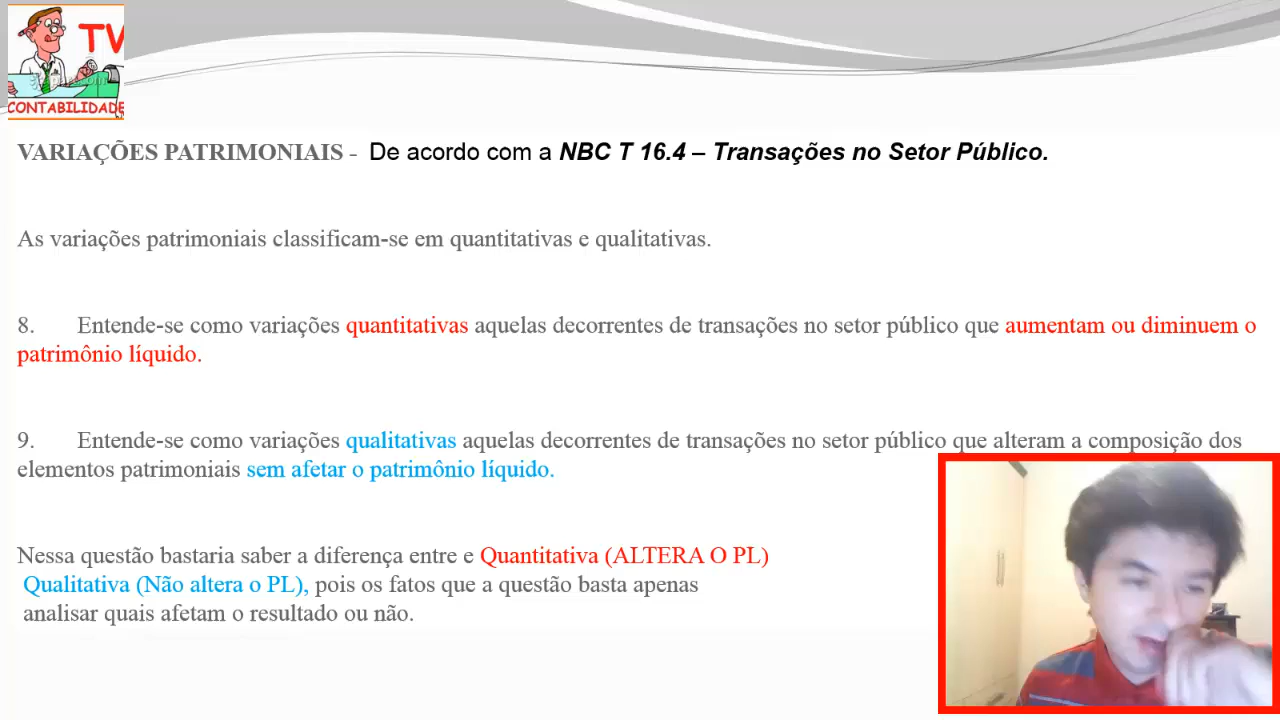 TV
CONTABILIDADE
VARIAÇÕES PATRIMONIAIS - De acordo com a NBC T 16.4 – Transações no Setor Público.
As variações patrimoniais classificam-se em quantitativas e qualitativas.
8. Entende-se como variações quantitativas aquelas decorrentes de transações no setor público que aumentam ou diminuem o
patrimônio líquido.
9. Entende-se como variações qualitativas aquelas decorrentes de transações no setor público que alteram a composição dos
elementos patrimoniais sem afetar o patrimônio líquido.
Nessa questão bastaria saber a diferença entre e Quantitativa (ALTERA O PL)
Qualitativa (Não altera o PL), pois os fatos que a questão basta apenas
analisar quais afetam o resultado ou não.